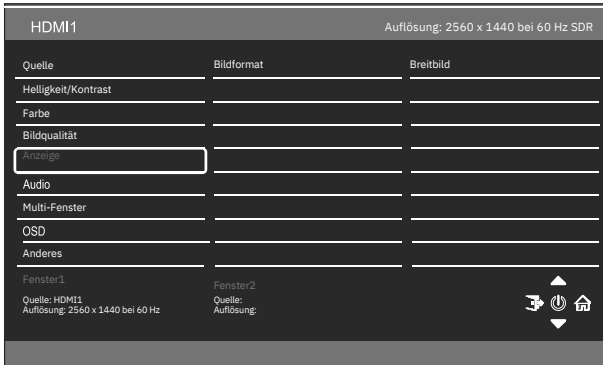 HDMI1
Auflösung: 2560 x 1440 bei 60 Hz SDR
Quelle Bildformat Breitbild
Helligkeit/Kontrast
Farbe
Bildqualität
Anzeige
Audio
Multi-Fenster
OSD
Anderes
Fenster1
Quelle: HDMI1
Auflösung: 2560 x 1440 bei 60 Hz
Fenster2
Quelle:
Auflösung: